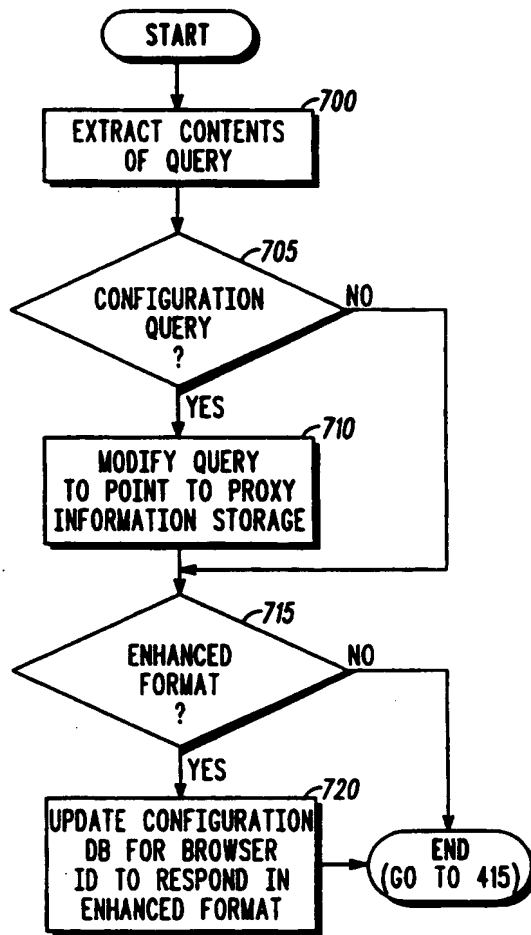 START
700
EXTRACT CONTENTS
OF QUERY
705
CONFIGURATION
QUERY
?
NO
YES
710
MODIFY QUERY
TO POINT TO PROXY
INFORMATION STORAGE
715
ENHANCED
FORMAT
?
NO
YES
720
UPDATE CONFIGURATION
DB FOR BROWSER
ID TO RESPOND IN
ENHANCED FORMAT
END
(GO TO 415)